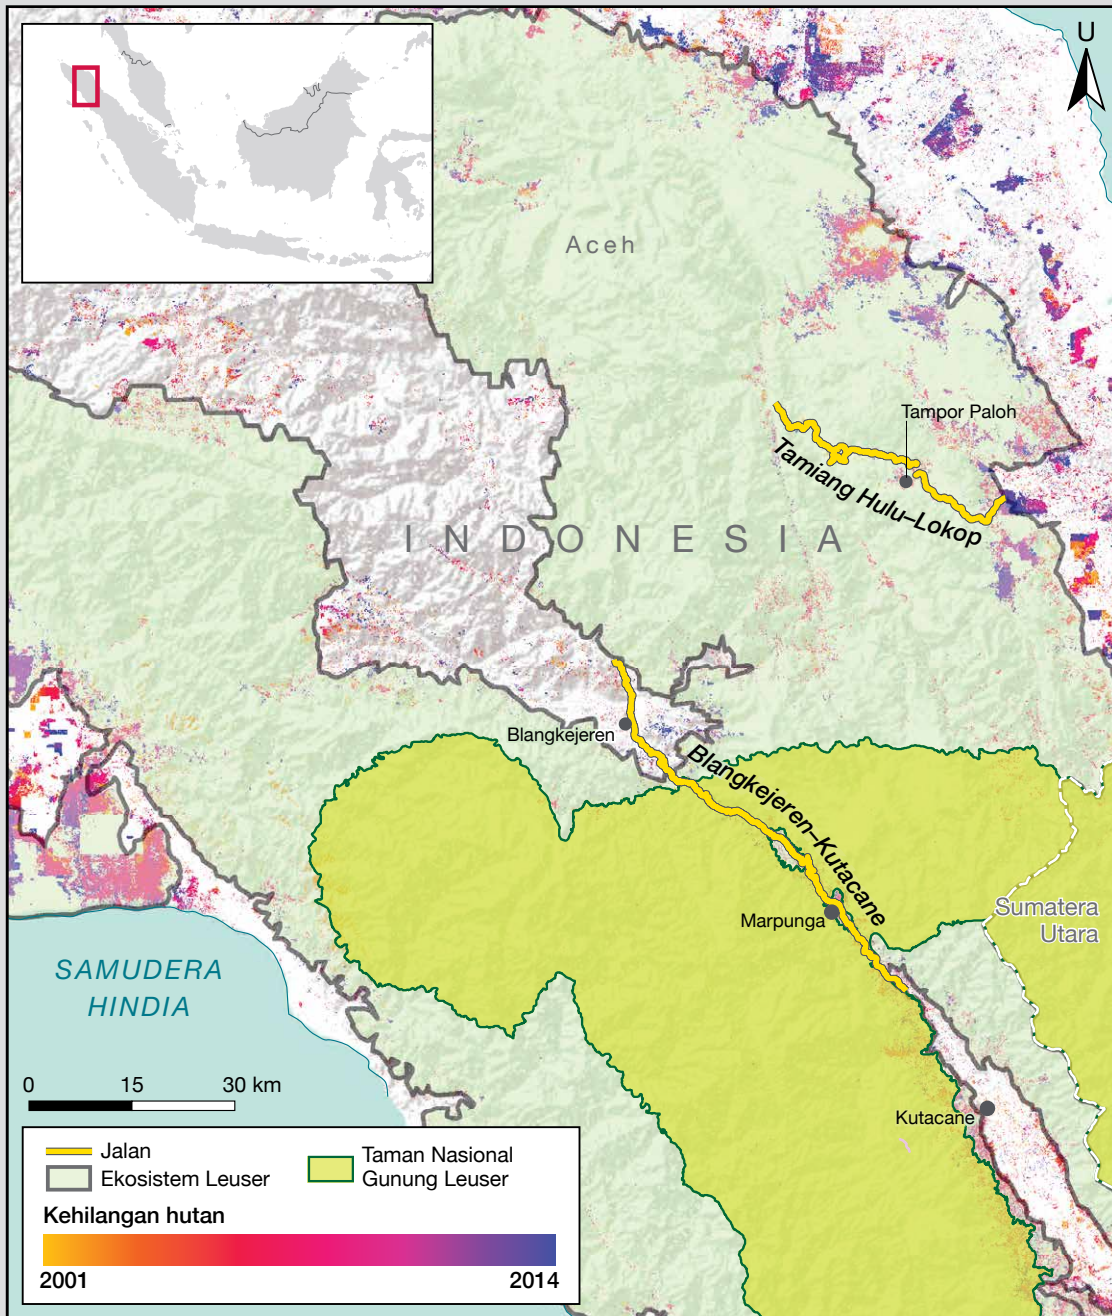 U
Aceh
Tampor Paloh
Tamiang Hulu–Lokop
INDONESIA
Blangkejeren
Blangkejeren–Kutacane
Marpunga
Sumatera
Utara
SAMUDERA
HINDIA
Kutacane
0 15 30 km
Jalan
Ekosistem Leuser
Taman Nasional
Gunung Leuser
Kehilangan hutan
2001 2014